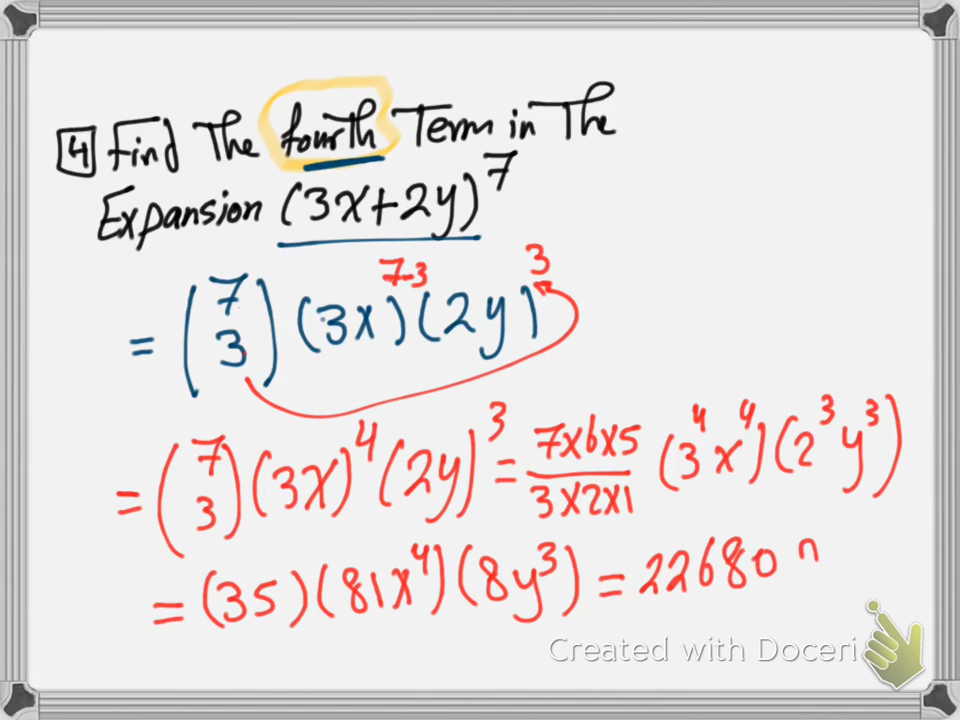 4 Find The fourth Term in The
Expansion (3x+2y)^7
= (7 3) (3x)^7-3 (2y)^3
= (7 3) (3x)^4 (2y)^3 = 7x6x5 / 3x2x1 (3^4 x^4) (2^3 y^3)
= (35) (81x^4) (8y^3) = 22680
Created with Doceri